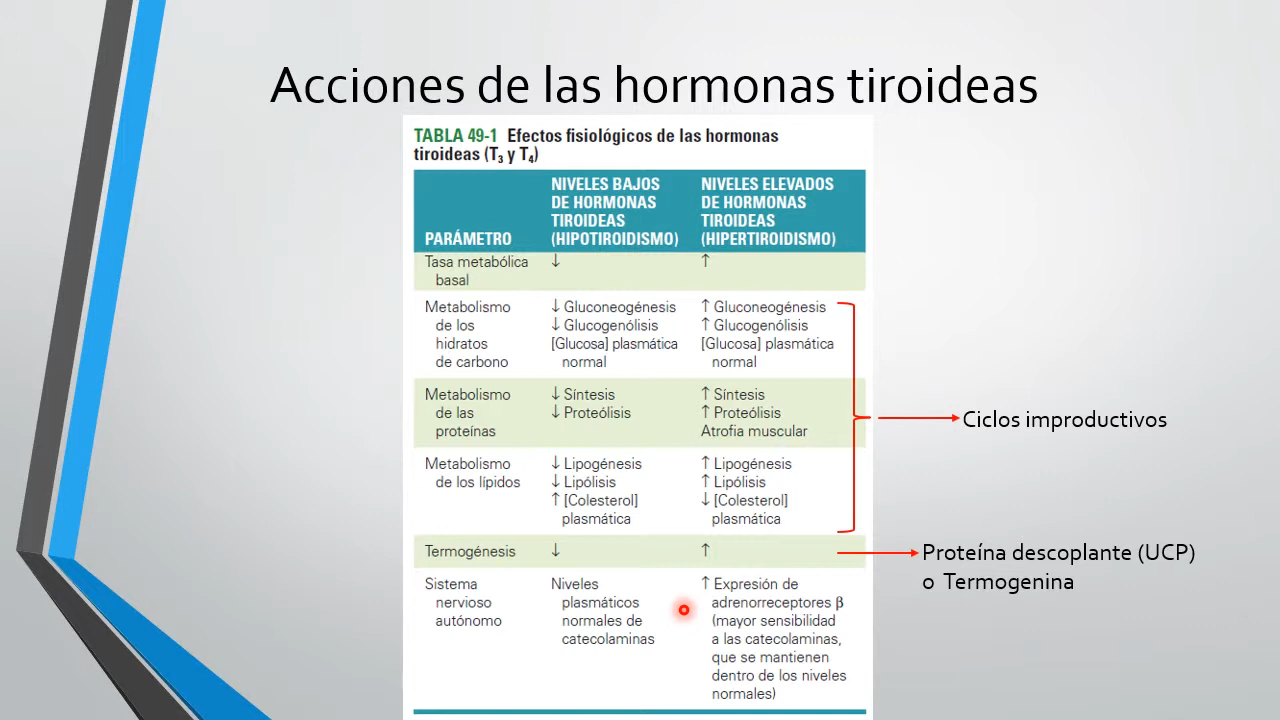 Acciones de las hormonas tiroideas
TABLA 49-1 Efectos fisiológicos de las hormonas
tiroideas (T₃ y T₄)
PARÁMETRO
NIVELES BAJOS
DE HORMONAS
TIROIDEAS
(HIPOTIROIDISMO)
NIVELES ELEVADOS
DE HORMONAS
TIROIDEAS
(HIPERTIROIDISMO)
Tasa metabólica
basal
↓
↑
Metabolismo
de los
hidratos
de carbono
↓ Gluconeogénesis
↓ Glucogenólisis
[Glucosa] plasmática
normal
↑ Gluconeogénesis
↑ Glucogenólisis
[Glucosa] plasmática
normal
Metabolismo
de las
proteínas
↓ Síntesis
↓ Proteólisis
↑ Síntesis
↑ Proteólisis
Atrofia muscular
Metabolismo
de los lípidos
↓ Lipogénesis
↓ Lipólisis
↑ [Colesterol]
plasmática
↑ Lipogénesis
↑ Lipólisis
↓ [Colesterol]
plasmática
Ciclos improductivos
Termogénesis
↓
↑
Proteína descoplante (UCP)
o Termogenina
Sistema
nervioso
autónomo
Niveles
plasmáticos
normales de
catecolaminas
↑ Expresión de
adrenorreceptores β
(mayor sensibilidad
a las catecolaminas,
que se mantienen
dentro de los niveles
normales)